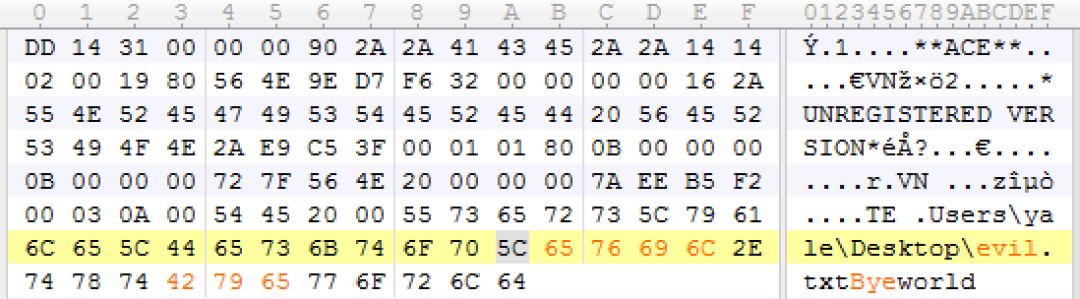 0 1 2 3 4 5 6 7 8 9 A B C D E F 0123456789ABCDEF
DD 14 31 00 00 00 90 2A 2A 41 43 45 2A 2A 14 14 Ý.1....**ACE**..
02 00 19 80 56 4E 9E D7 F6 32 00 00 00 00 16 2A ...€VNž×ö2.....*
55 4E 52 45 47 49 53 54 45 52 45 44 20 56 45 52 UNREGISTERED VER
53 49 4F 4E 2A E9 C5 3F 00 01 01 80 0B 00 00 00 SION*éÅ?...€....
0B 00 00 00 72 7F 56 4E 20 00 00 00 7A EE B5 F2 ....r.VN ...zîµò
00 03 0A 00 54 45 20 00 55 73 65 72 73 5C 79 61 ....TE .Users\ya
6C 65 5C 44 65 73 6B 74 6F 70 5C 65 76 69 6C 2E le\Desktop\evil.
74 78 74 42 79 65 77 6F 72 6C 64 txtByeworld